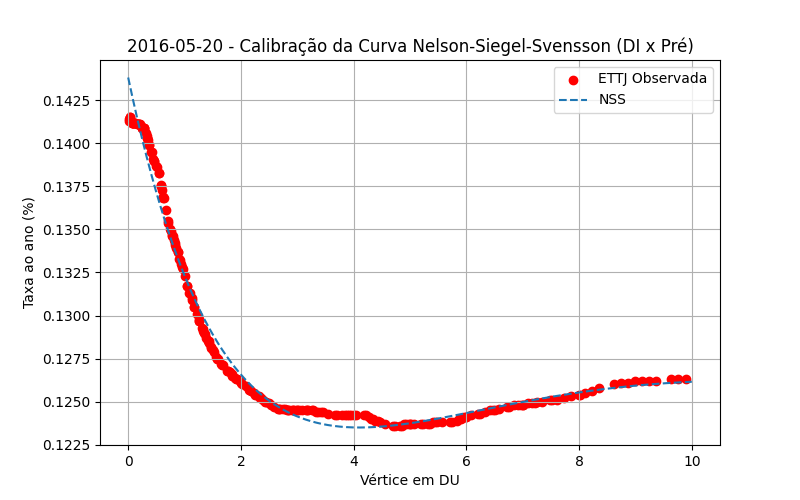 2016-05-20 - Calibração da Curva Nelson-Siegel-Svensson (DI x Pré)
ETTJ Observada
NSS
Taxa ao ano (%)
0.1425
0.1400
0.1375
0.1350
0.1325
0.1300
0.1275
0.1250
0.1225
0 2 4 6 8 10
Vértice em DU